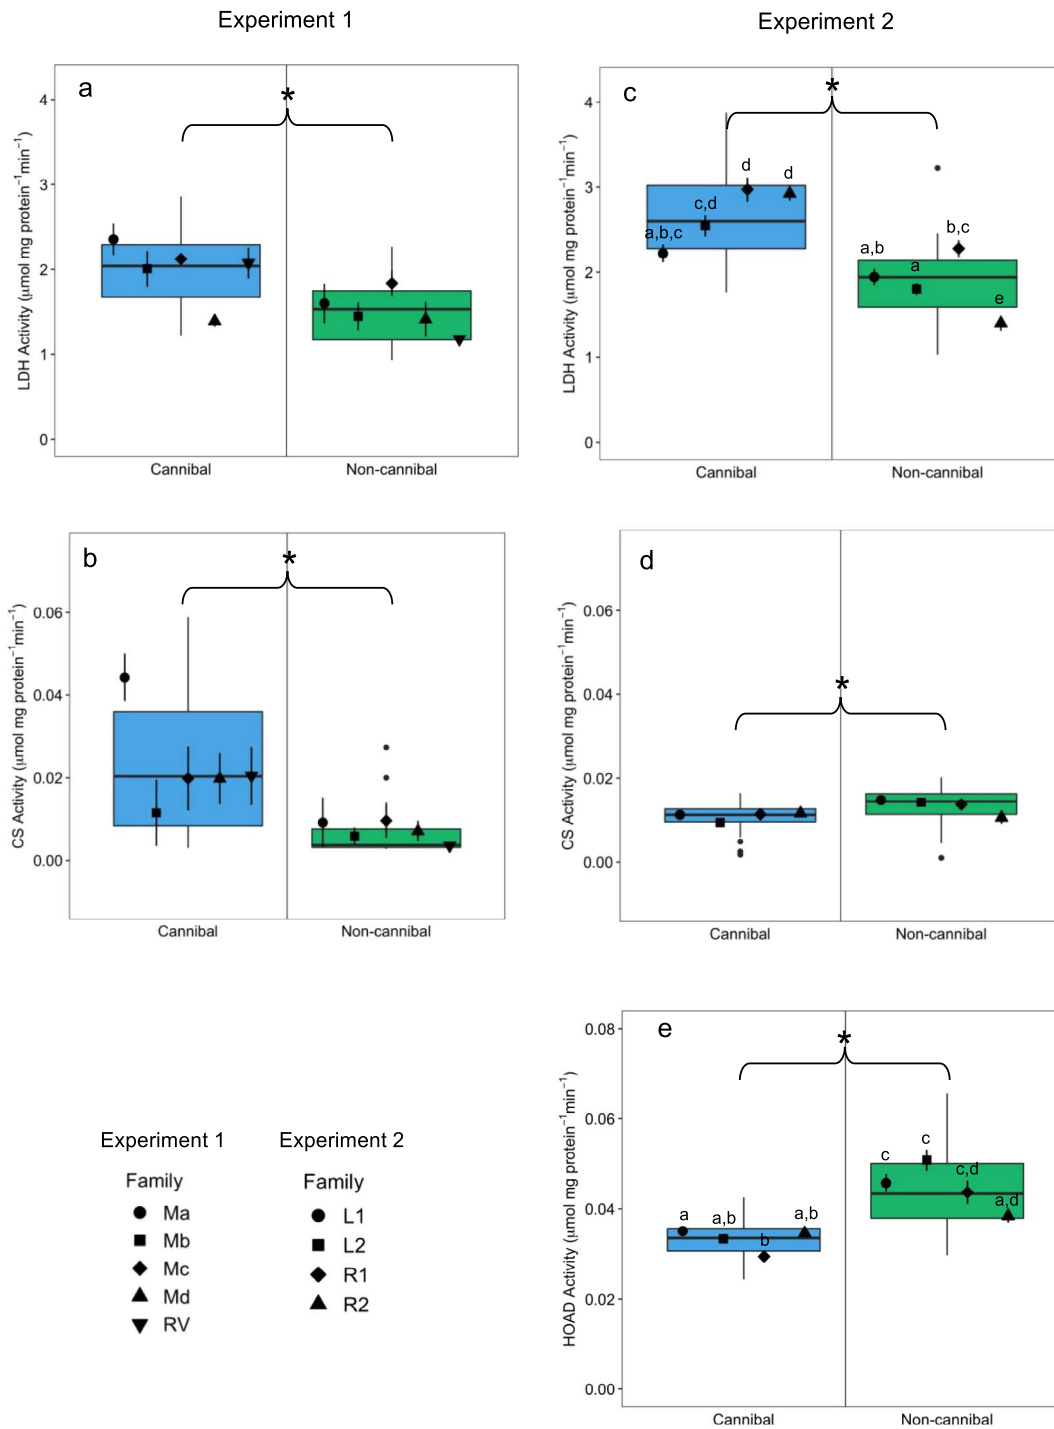 Experiment 1
Experiment 2
a
*
4
3
2
1
0
LDH Activity (μmol mg protein⁻¹min⁻¹)
Cannibal
Non-cannibal
c
*
4
3
2
1
0
LDH Activity (μmol mg protein⁻¹min⁻¹)
a,b,c
c,d
d
d
a,b
a
b,c
e
Cannibal
Non-cannibal
b
*
0.06
0.04
0.02
0.00
CS Activity (μmol mg protein⁻¹min⁻¹)
Cannibal
Non-cannibal
d
*
0.06
0.04
0.02
0.00
CS Activity (μmol mg protein⁻¹min⁻¹)
Cannibal
Non-cannibal
e
*
0.08
0.06
0.04
0.02
0.00
HOAD Activity (μmol mg protein⁻¹min⁻¹)
a
a,b
b
a,b
c
c
c,d
a,d
Cannibal
Non-cannibal
Experiment 1
Family
Ma
Mb
Mc
Md
RV
Experiment 2
Family
L1
L2
R1
R2